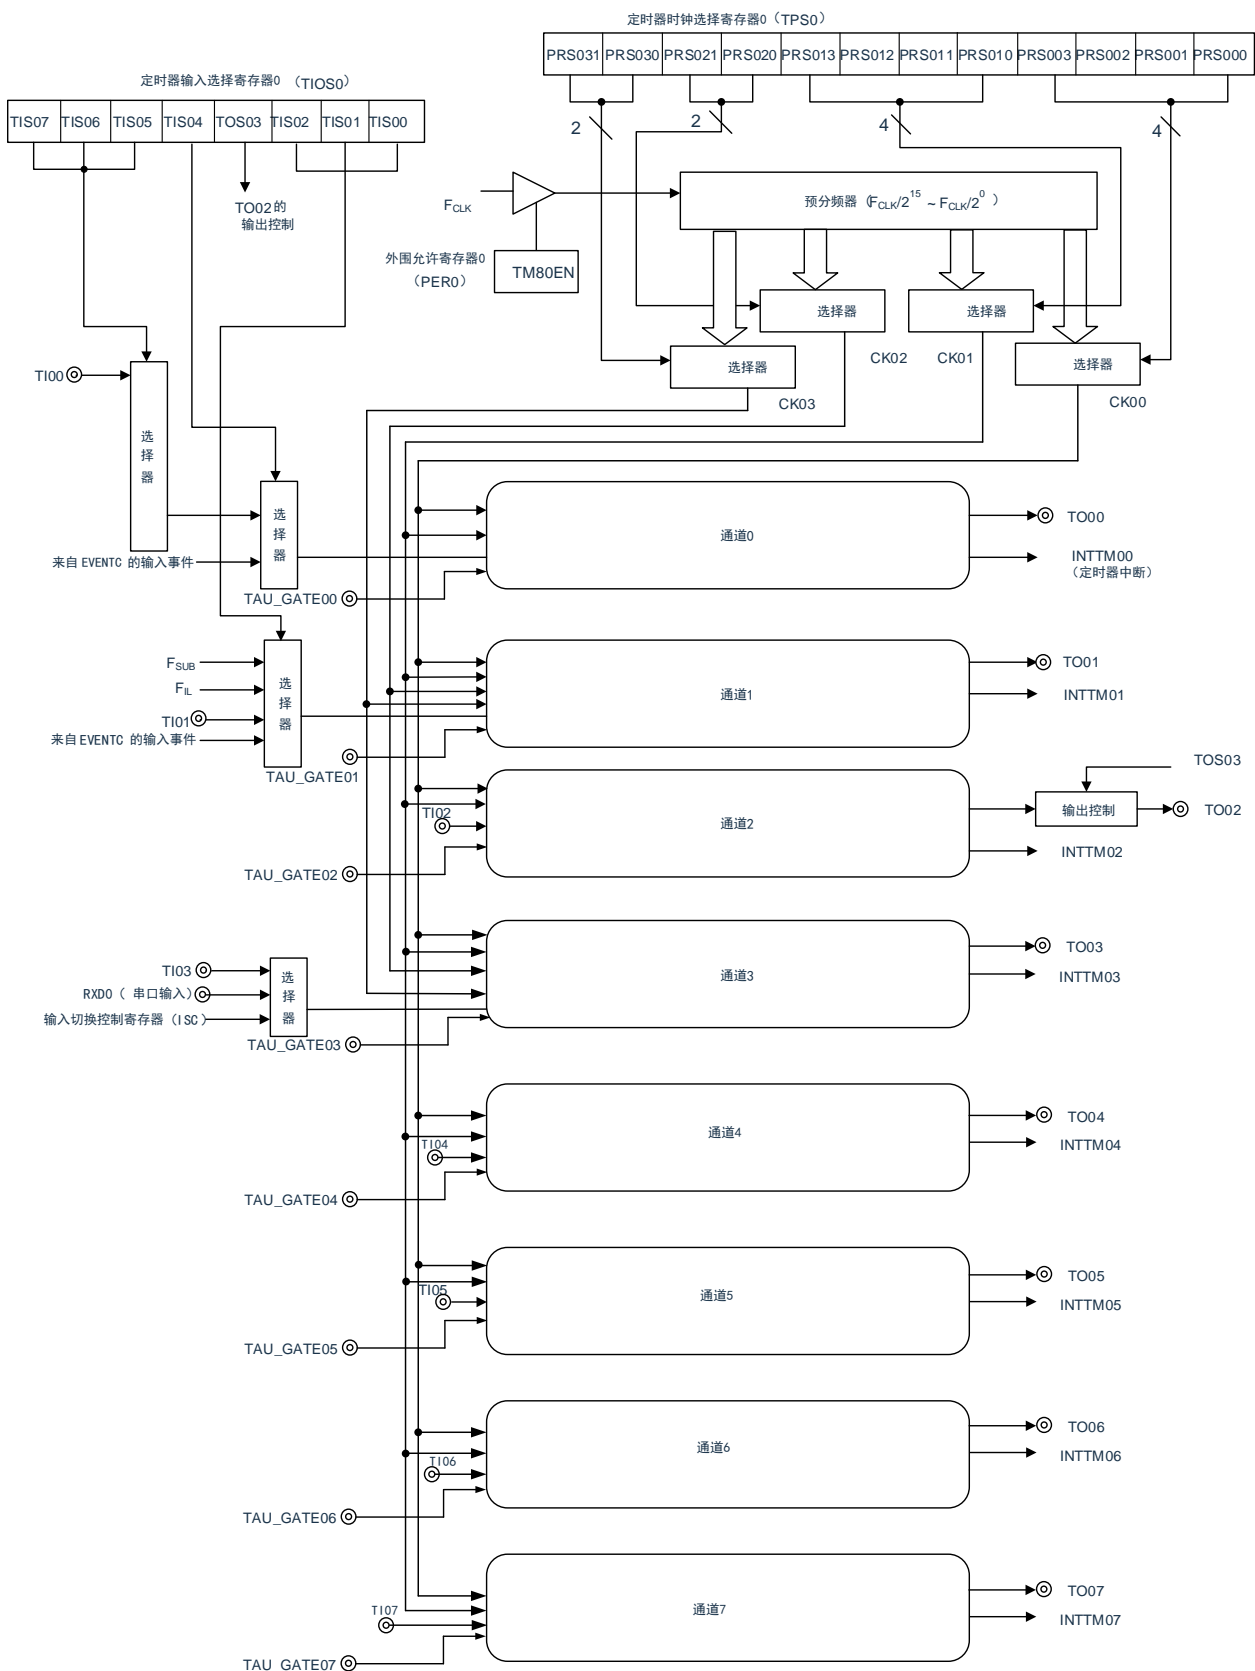 定时器时钟选择寄存器0（TPS0）
PRS031 PRS030 PRS021 PRS020 PRS013 PRS012 PRS011 PRS010 PRS003 PRS002 PRS001 PRS000
定时器输入选择寄存器0 （TIOS0）
TIS07 TIS06 TIS05 TIS04 TOS03 TIS02 TIS01 TIS00
2
2
4
4
TO02的
输出控制
FCLK
预分频器（FCLK/2^15 ~ FCLK/2^0 ）
外围允许寄存器0
（PER0）
TM80EN
选择器
选择器
选择器
选择器
CK02
CK01
CK03
CK00
TI00
选择器
选择器
来自 EVENTC 的输入事件
TAU_GATE00
通道0
TO00
INTTM00
（定时器中断）
FSUB
FIL
TI01
来自 EVENTC 的输入事件
选择器
TAU_GATE01
通道1
TO01
INTTM01
TOS03
TI02
TAU_GATE02
通道2
输出控制
TO02
INTTM02
TI03
RXD0（ 串口输入）
输入切换控制寄存器（ISC）
选择器
TAU_GATE03
通道3
TO03
INTTM03
TI04
TAU_GATE04
通道4
TO04
INTTM04
TI05
TAU_GATE05
通道5
TO05
INTTM05
TI06
TAU_GATE06
通道6
TO06
INTTM06
TI07
TAU_GATE07
通道7
TO07
INTTM07